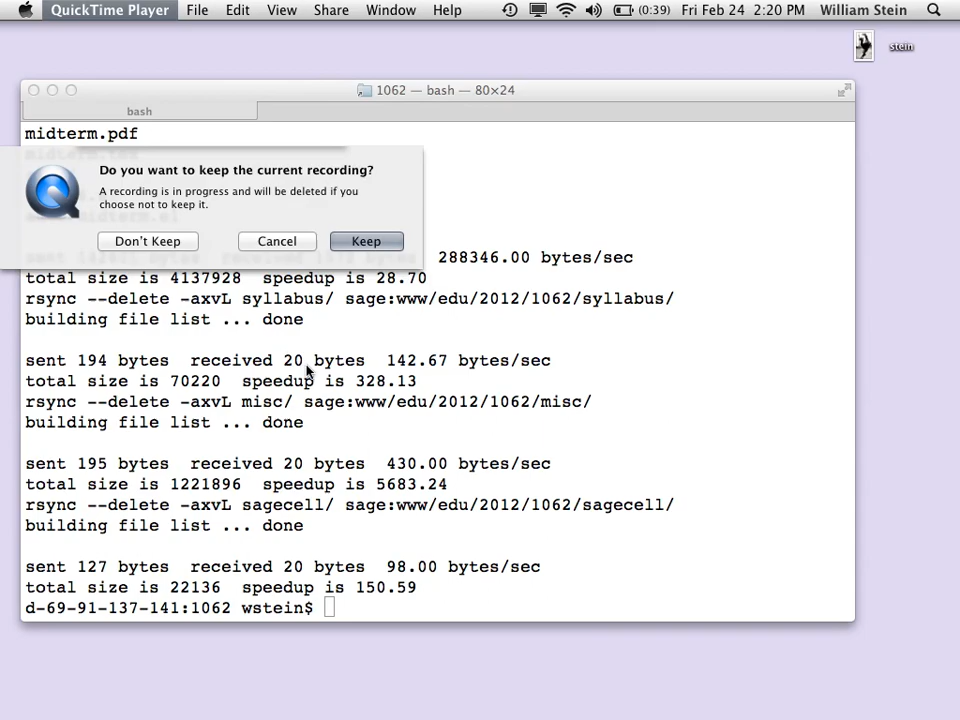 QuickTime Player File Edit View Share Window Help (0:39) Fri Feb 24 2:20 PM William Stein
stein
1062 — bash — 80×24
bash
midterm.pdf
Do you want to keep the current recording?
A recording is in progress and will be deleted if you
choose not to keep it.
Don't Keep Cancel Keep
288346.00 bytes/sec
total size is 4137928 speedup is 28.70
rsync --delete -axvL syllabus/ sage:www/edu/2012/1062/syllabus/
building file list ... done
sent 194 bytes received 20 bytes 142.67 bytes/sec
total size is 70220 speedup is 328.13
rsync --delete -axvL misc/ sage:www/edu/2012/1062/misc/
building file list ... done
sent 195 bytes received 20 bytes 430.00 bytes/sec
total size is 1221896 speedup is 5683.24
rsync --delete -axvL sagecell/ sage:www/edu/2012/1062/sagecell/
building file list ... done
sent 127 bytes received 20 bytes 98.00 bytes/sec
total size is 22136 speedup is 150.59
d-69-91-137-141:1062 wstein$